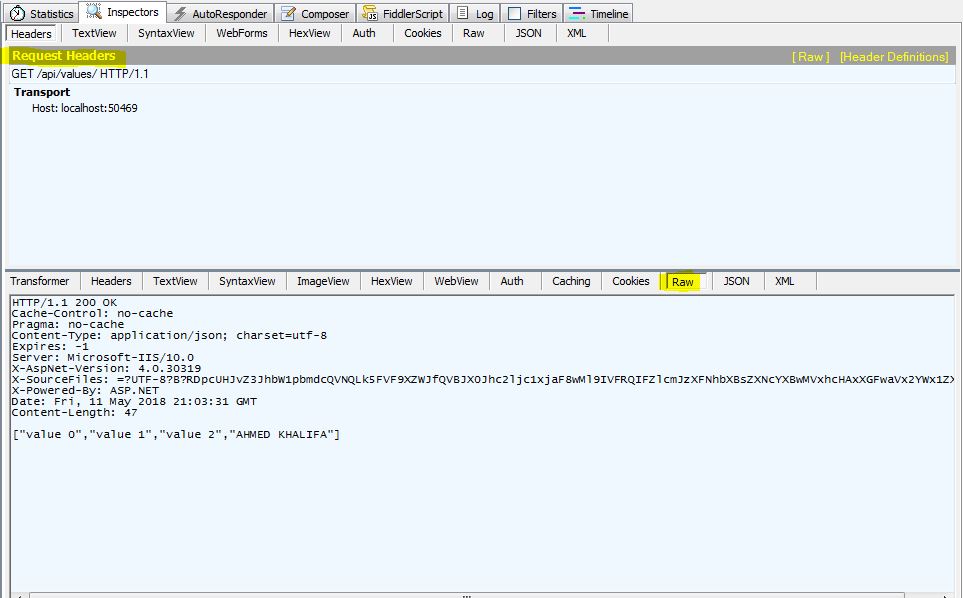 Statistics Inspectors AutoResponder Composer FiddlerScript Log Filters Timeline
Headers TextView SyntaxView WebForms HexView Auth Cookies Raw JSON XML
Request Headers [ Raw ] [Header Definitions]
GET /api/values/ HTTP/1.1
Transport
Host: localhost:50469
Transformer Headers TextView SyntaxView ImageView HexView WebView Auth Caching Cookies Raw JSON XML
HTTP/1.1 200 OK
Cache-Control: no-cache
Pragma: no-cache
Content-Type: application/json; charset=utf-8
Expires: -1
Server: Microsoft-IIS/10.0
X-AspNet-Version: 4.0.30319
X-SourceFiles:
X-Powered-By: ASP.NET
Date: Fri, 11 May 2018 21:03:31 GMT
Content-Length: 47
["value 0","value 1","value 2","AHMED KHALIFA"]